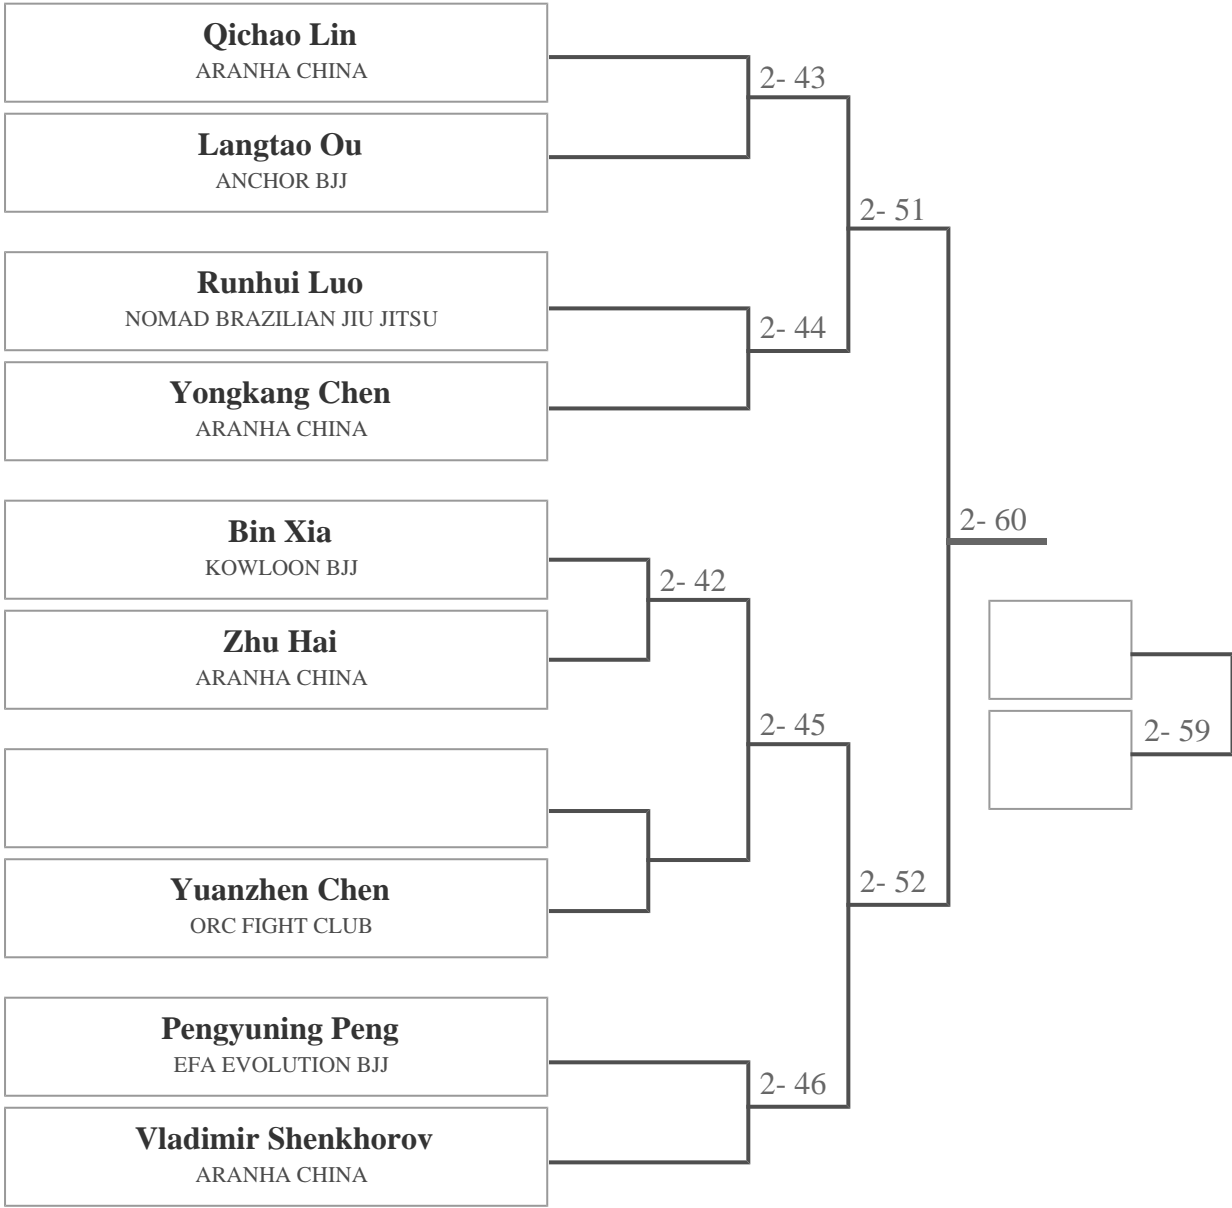 Qichao Lin
ARANHA CHINA
2- 43
Langtao Ou
ANCHOR BJJ
2- 51
Runhui Luo
NOMAD BRAZILIAN JIU JITSU
2- 44
Yongkang Chen
ARANHA CHINA
Bin Xia
KOWLOON BJJ
2- 60
2- 42
Zhu Hai
ARANHA CHINA
2- 45
2- 59
Yuanzhen Chen
ORC FIGHT CLUB
2- 52
Pengyuning Peng
EFA EVOLUTION BJJ
2- 46
Vladimir Shenkhorov
ARANHA CHINA